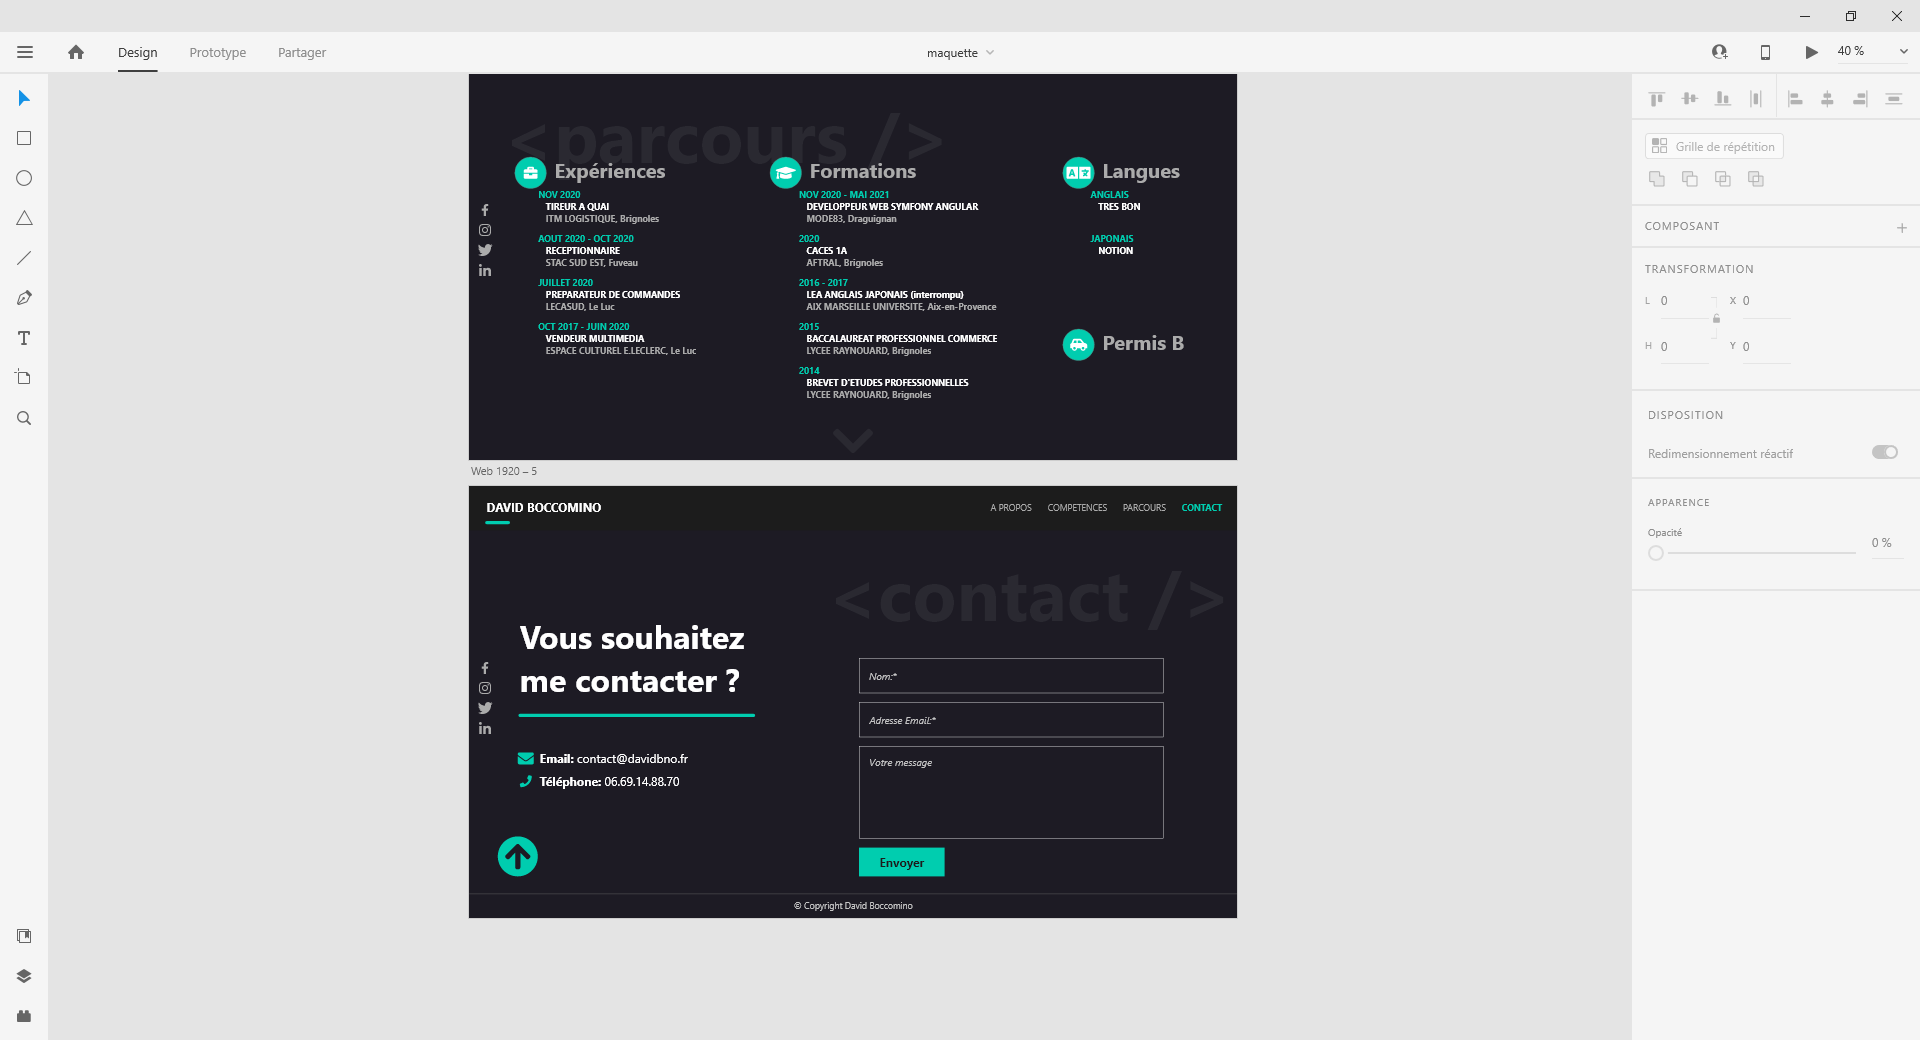 Design
Prototype
Partager
maquette
40 %
<parcours />
Expériences
NOV 2020
TIREUR A QUAI
ITM LOGISTIQUE, Brignoles
AOUT 2020 - OCT 2020
RECEPTIONNAIRE
STAC SUD EST, Fuveau
JUILLET 2020
PREPARATEUR DE COMMANDES
LECASUD, Le Luc
OCT 2017 - JUIN 2020
VENDEUR MULTIMEDIA
ESPACE CULTUREL E.LECLERC, Le Luc
Formations
NOV 2020 - MAI 2021
DEVELOPPEUR WEB SYMFONY ANGULAR
MODE83, Draguignan
2020
CACES 1A
AFTRAL, Brignoles
2016 - 2017
LEA ANGLAIS JAPONAIS (interrompu)
AIX MARSEILLE UNIVERSITE, Aix-en-Provence
2015
BACCALAUREAT PROFESSIONNEL COMMERCE
LYCEE RAYNOUARD, Brignoles
2014
BREVET D'ETUDES PROFESSIONNELLES
LYCEE RAYNOUARD, Brignoles
Langues
ANGLAIS
TRES BON
JAPONAIS
NOTION
Permis B
Web 1920 – 5
DAVID BOCCOMINO
A PROPOS
COMPETENCES
PARCOURS
CONTACT
<contact />
Vous souhaitez
me contacter ?
Email: contact@davidbno.fr
Téléphone: 06.69.14.88.70
Nom:*
Adresse Email:*
Votre message
Envoyer
© Copyright David Boccomino
Grille de répétition
COMPOSANT
TRANSFORMATION
L 0 X 0
H 0 Y 0
DISPOSITION
Redimensionnement réactif
APPARENCE
Opacité
0 %